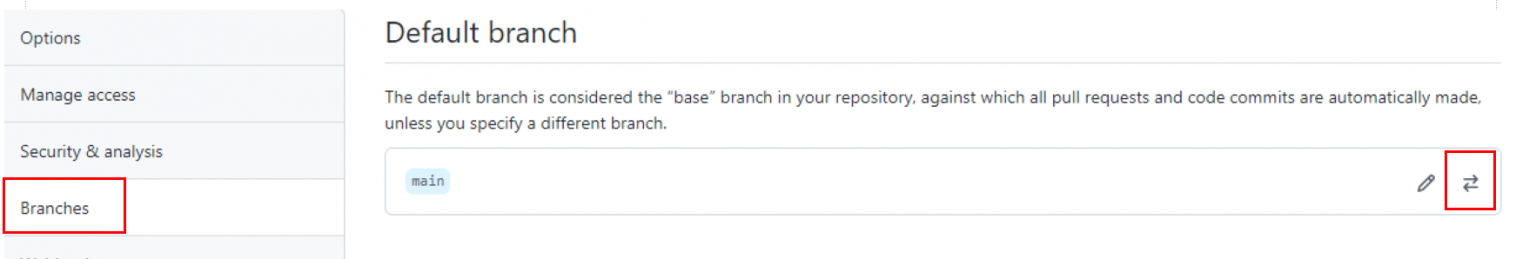 Options
Manage access
Security & analysis
Branches
Default branch
The default branch is considered the “base” branch in your repository, against which all pull requests and code commits are automatically made,
unless you specify a different branch.
main